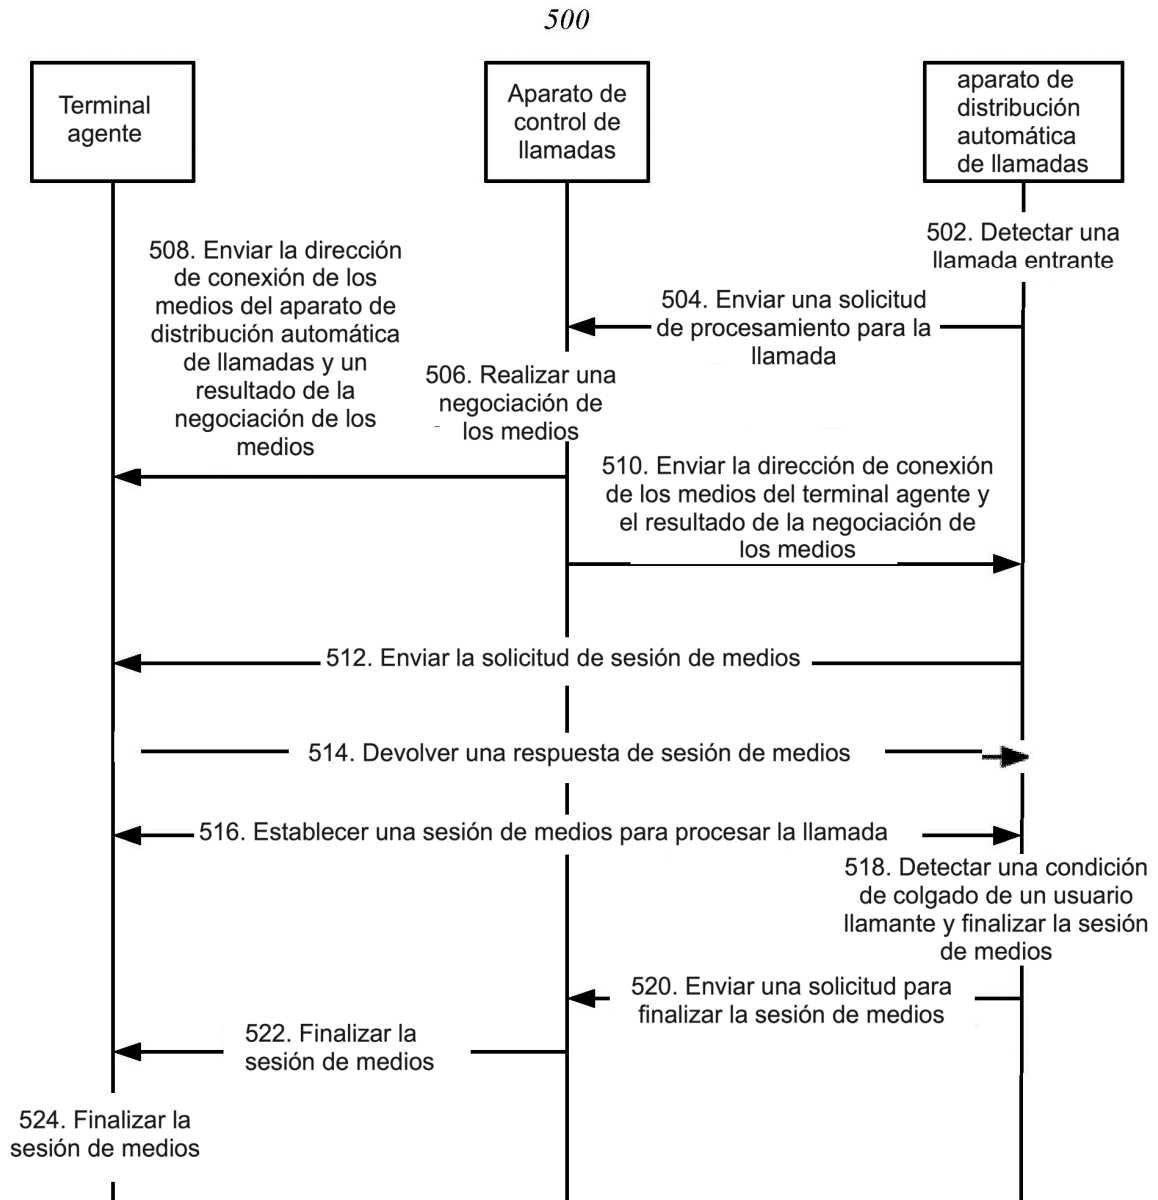 500
Terminal
agente
Aparato de
control de
llamadas
aparato de
distribución
automática
de llamadas
502. Detectar una
llamada entrante
508. Enviar la dirección
de conexión de los
medios del aparato de
distribución automática
de llamadas y un
resultado de la
negociación de los
medios
504. Enviar una solicitud
de procesamiento para la
llamada
506. Realizar una
negociación de
los medios
510. Enviar la dirección de conexión
de los medios del terminal agente y
el resultado de la negociación de
los medios
512. Enviar la solicitud de sesión de medios
514. Devolver una respuesta de sesión de medios
516. Establecer una sesión de medios para procesar la llamada
518. Detectar una condición
de colgado de un usuario
llamante y finalizar la sesión
de medios
520. Enviar una solicitud para
finalizar la sesión de medios
522. Finalizar la
sesión de medios
524. Finalizar la
sesión de medios